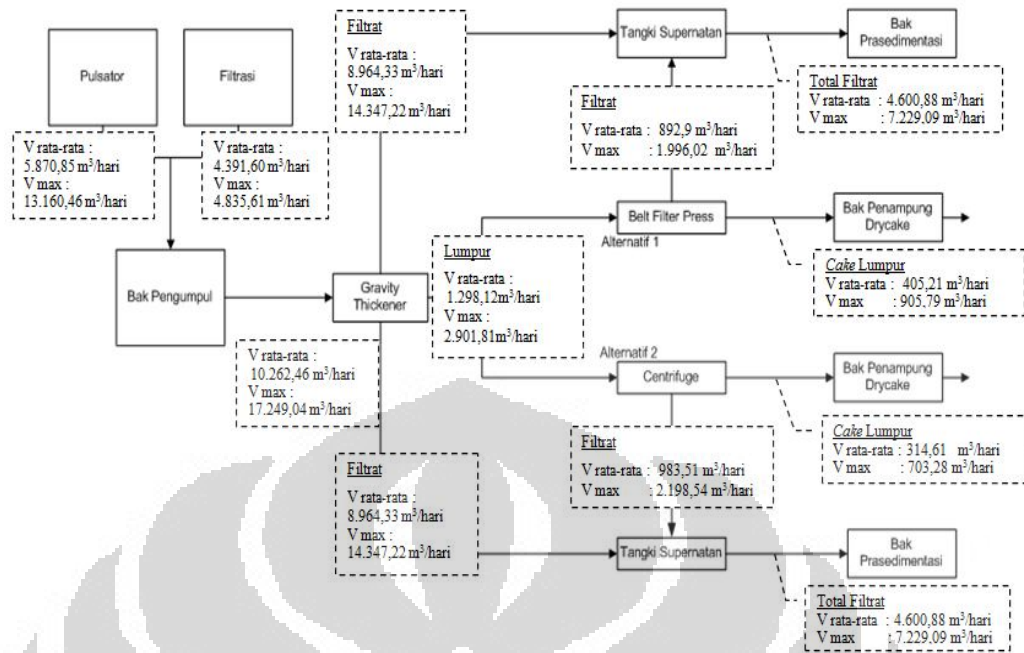 Pulsator
Filtrasi
V rata-rata :
5.870,85 m³/hari
V max :
13.160,46 m³/hari
V rata-rata :
4.391,60 m³/hari
V max :
4.835,61 m³/hari
Bak Pengumpul
V rata-rata :
10.262,46 m³/hari
V max :
17.249,04 m³/hari
Gravity
Thickener
Filtrat
V rata-rata :
8.964,33 m³/hari
V max :
14.347,22 m³/hari
Tangki Supernatan
Bak
Prasedimentasi
Total Filtrat
V rata-rata : 4.600,88 m³/hari
V max : 7.229,09 m³/hari
Filtrat
V rata-rata : 892,9 m³/hari
V max : 1.996,02 m³/hari
Lumpur
V rata-rata :
1.298,12m³/hari
V max :
2.901,81m³/hari
Belt Filter Press
Alternatif 1
Bak Penampung
Drycake
Cake Lumpur
V rata-rata : 405,21 m³/hari
V max : 905,79 m³/hari
Alternatif 2
Centrifuge
Bak Penampung
Drycake
Cake Lumpur
V rata-rata : 314,61 m³/hari
V max : 703,28 m³/hari
Filtrat
V rata-rata : 983,51 m³/hari
V max : 2.198,54 m³/hari
Filtrat
V rata-rata :
8.964,33 m³/hari
V max :
14.347,22 m³/hari
Tangki Supernatan
Bak
Prasedimentasi
Total Filtrat
V rata-rata : 4.600,88 m³/hari
V max : 7.229,09 m³/hari